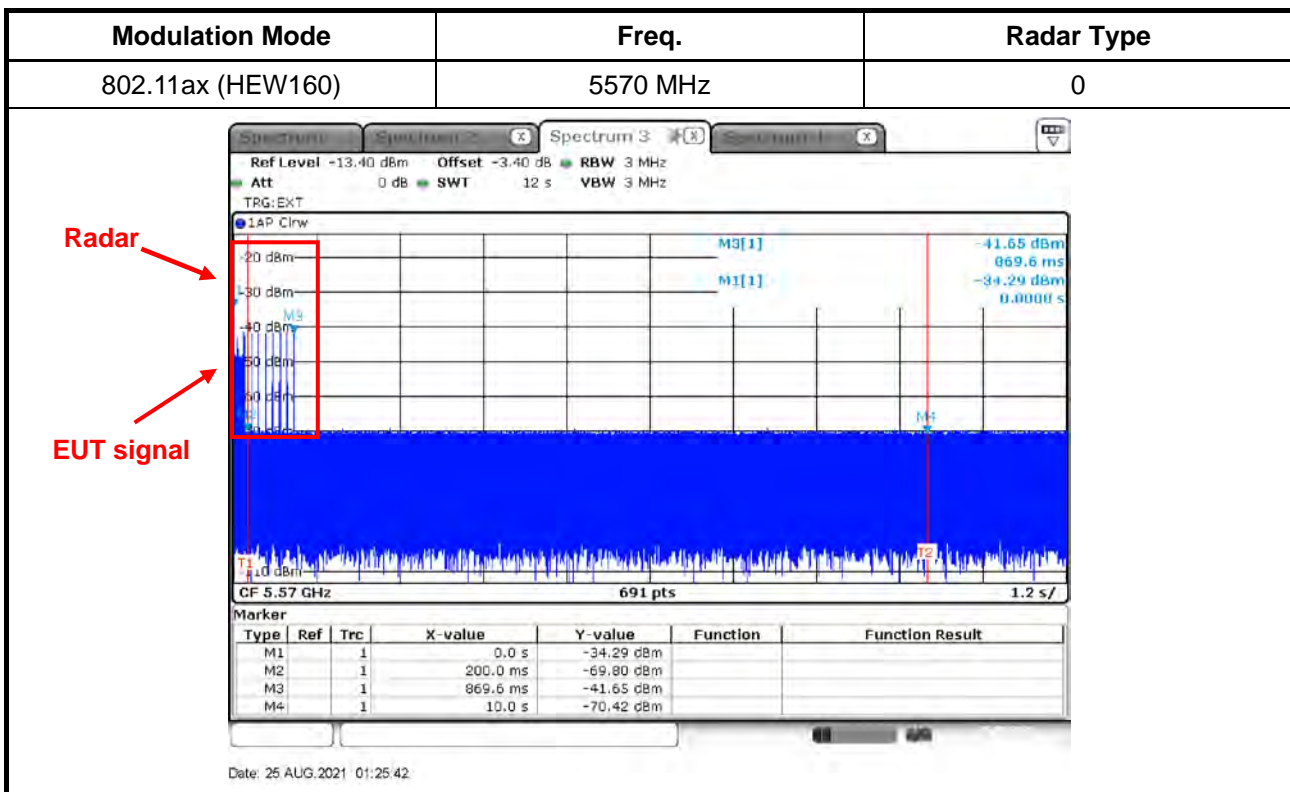 Modulation Mode Freq. Radar Type
802.11ax (HEW160) 5570 MHz 0
Spectrum 3
Ref Level -13.40 dBm Offset -3.40 dB RBW 3 MHz
Att 0 dB SWT 12 s VBW 3 MHz
TRG:EXT
1AP Clrw
Radar
EUT signal
M3[1] -41.65 dBm
869.6 ms
M1[1] -34.29 dBm
0.0000 s
-20 dBm
-30 dBm
M3
-40 dBm
M4
T1
T2
CF 5.57 GHz 691 pts 1.2 s/
Marker
Type Ref Trc X-value Y-value Function Function Result
M1 1 0.0 s -34.29 dBm
M2 1 200.0 ms -69.80 dBm
M3 1 869.6 ms -41.65 dBm
M4 1 10.0 s -70.42 dBm
Date: 25 AUG.2021 01:25:42